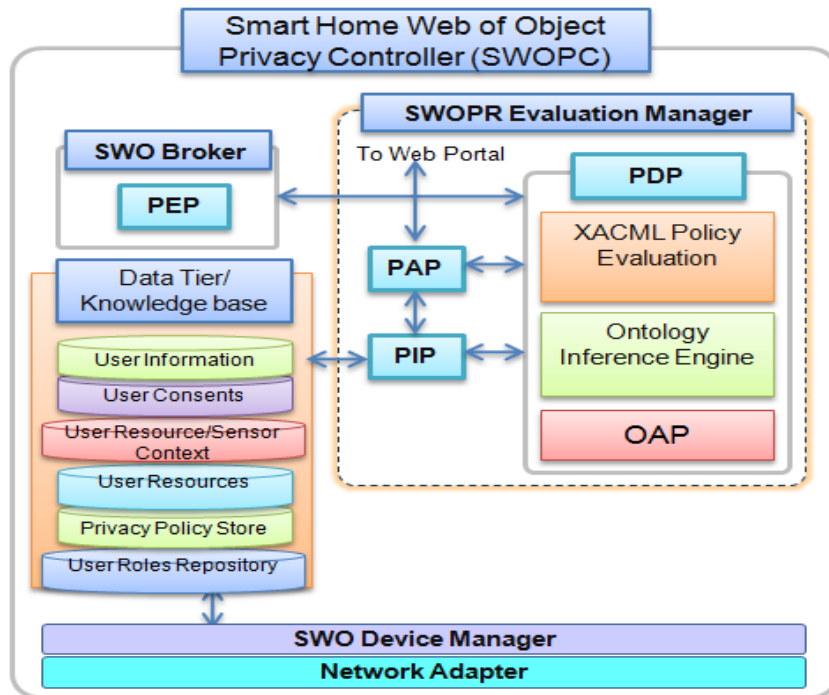 Smart Home Web of Object
Privacy Controller (SWOPC)
SWOPR Evaluation Manager
SWO Broker
To Web Portal
PEP
PDP
XACML Policy
Evaluation
PAP
Data Tier/
Knowledge base
Ontology
Inference Engine
PIP
User Information
User Consents
User Resource/Sensor
Context
OAP
User Resources
Privacy Policy Store
User Roles Repository
SWO Device Manager
Network Adapter